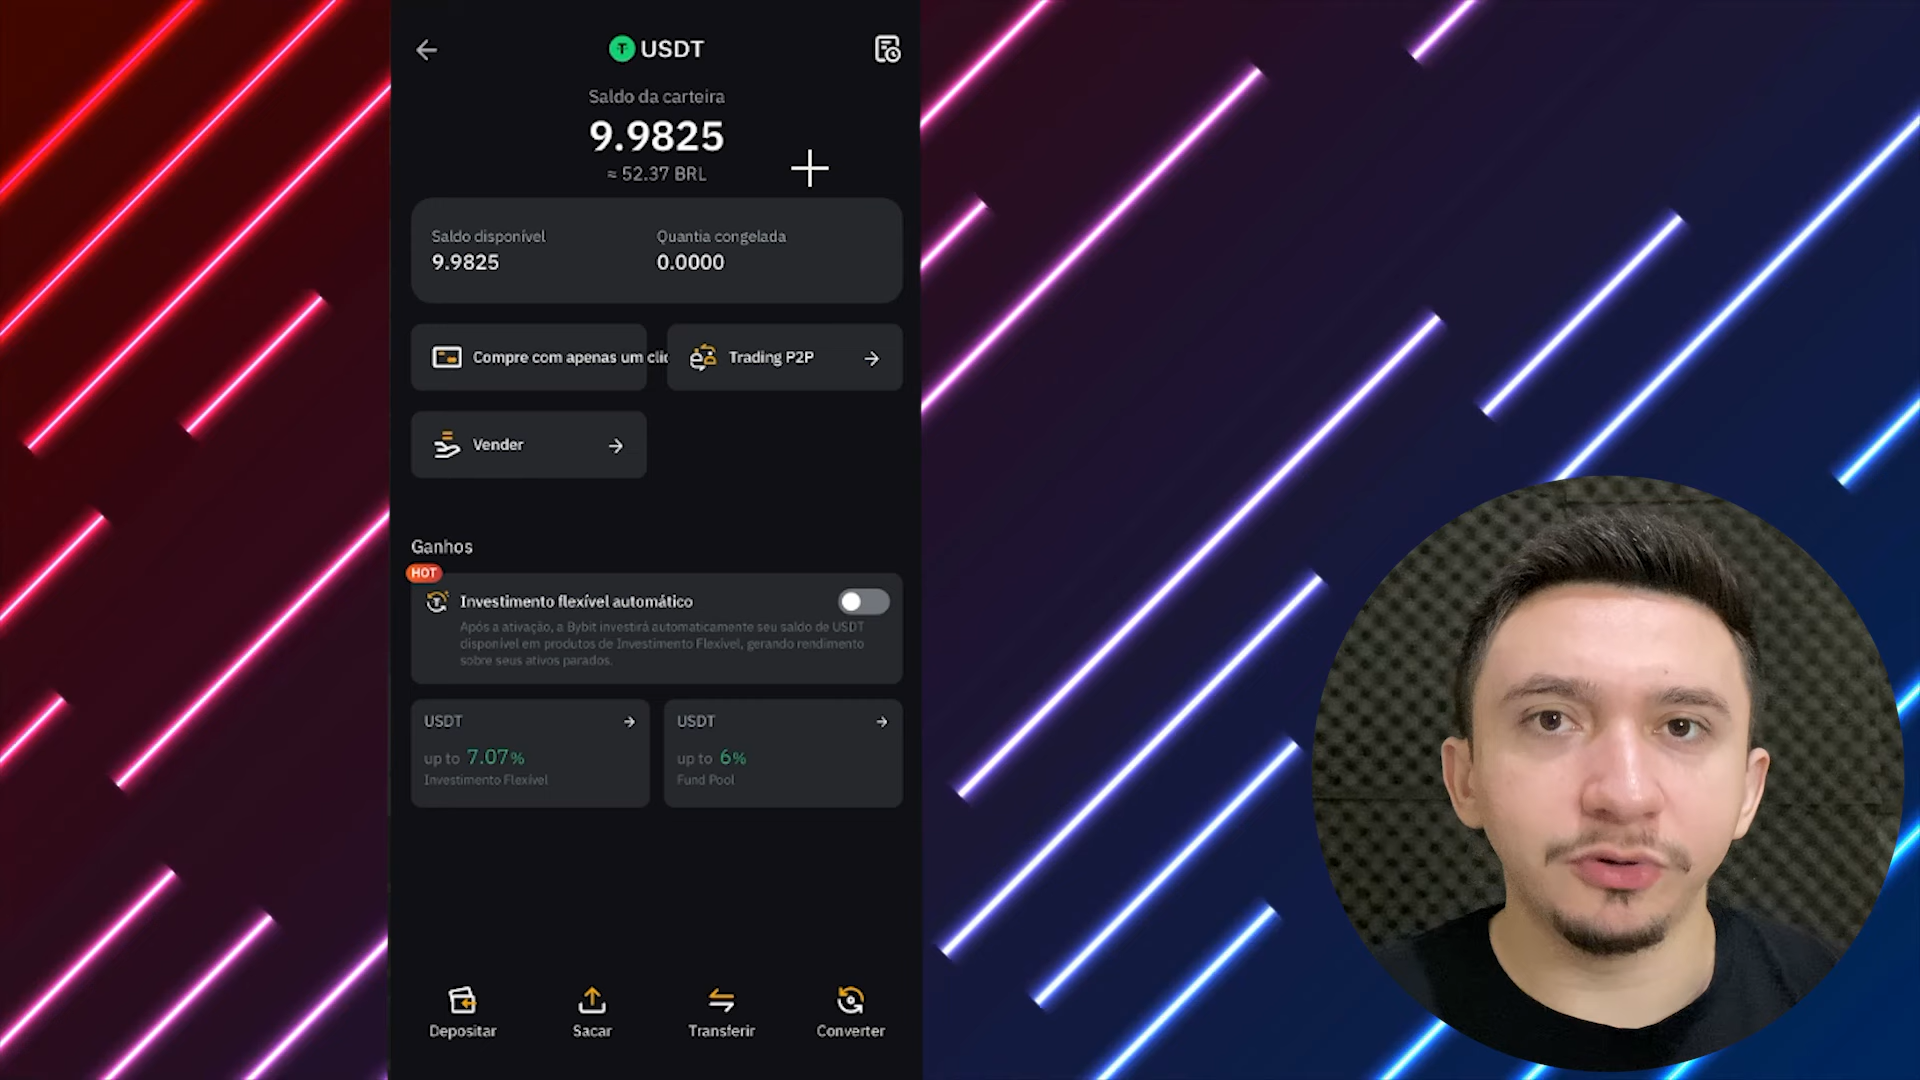 USDT
Saldo da carteira
9.9825
≈ 52.37 BRL
Saldo disponível
Quantia congelada
9.9825
0.0000
Compre com apenas um clic
Trading P2P
Vender
Ganhos
HOT
Investimento flexível automático
Após a ativação, a Bybit investirá automaticamente seu saldo de USDT
disponível em produtos de Investimento Flexível, gerando rendimento
sobre seus ativos parados.
USDT
up to 7.07%
Investimento Flexível
USDT
up to 6%
Fund Pool
Depositar
Sacar
Transferir
Converter